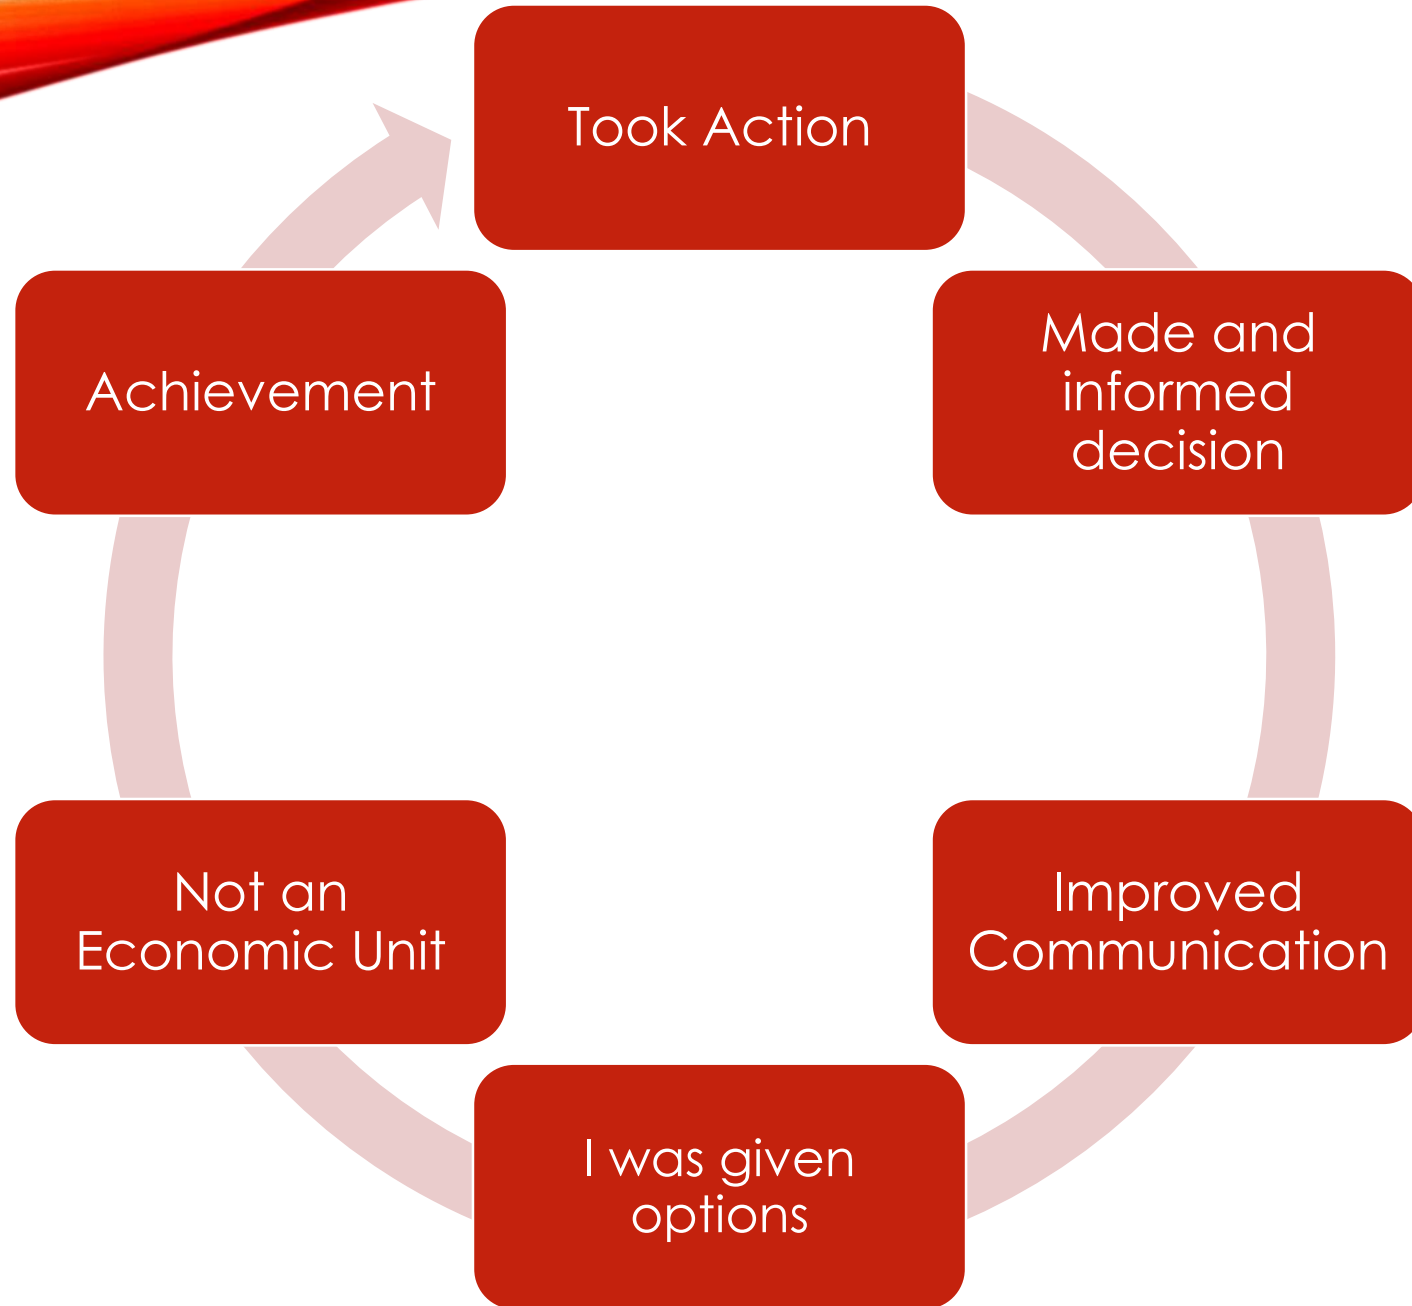 Took Action
Made and
informed
decision
Improved
Communication
I was given
options
Not an
Economic Unit
Achievement